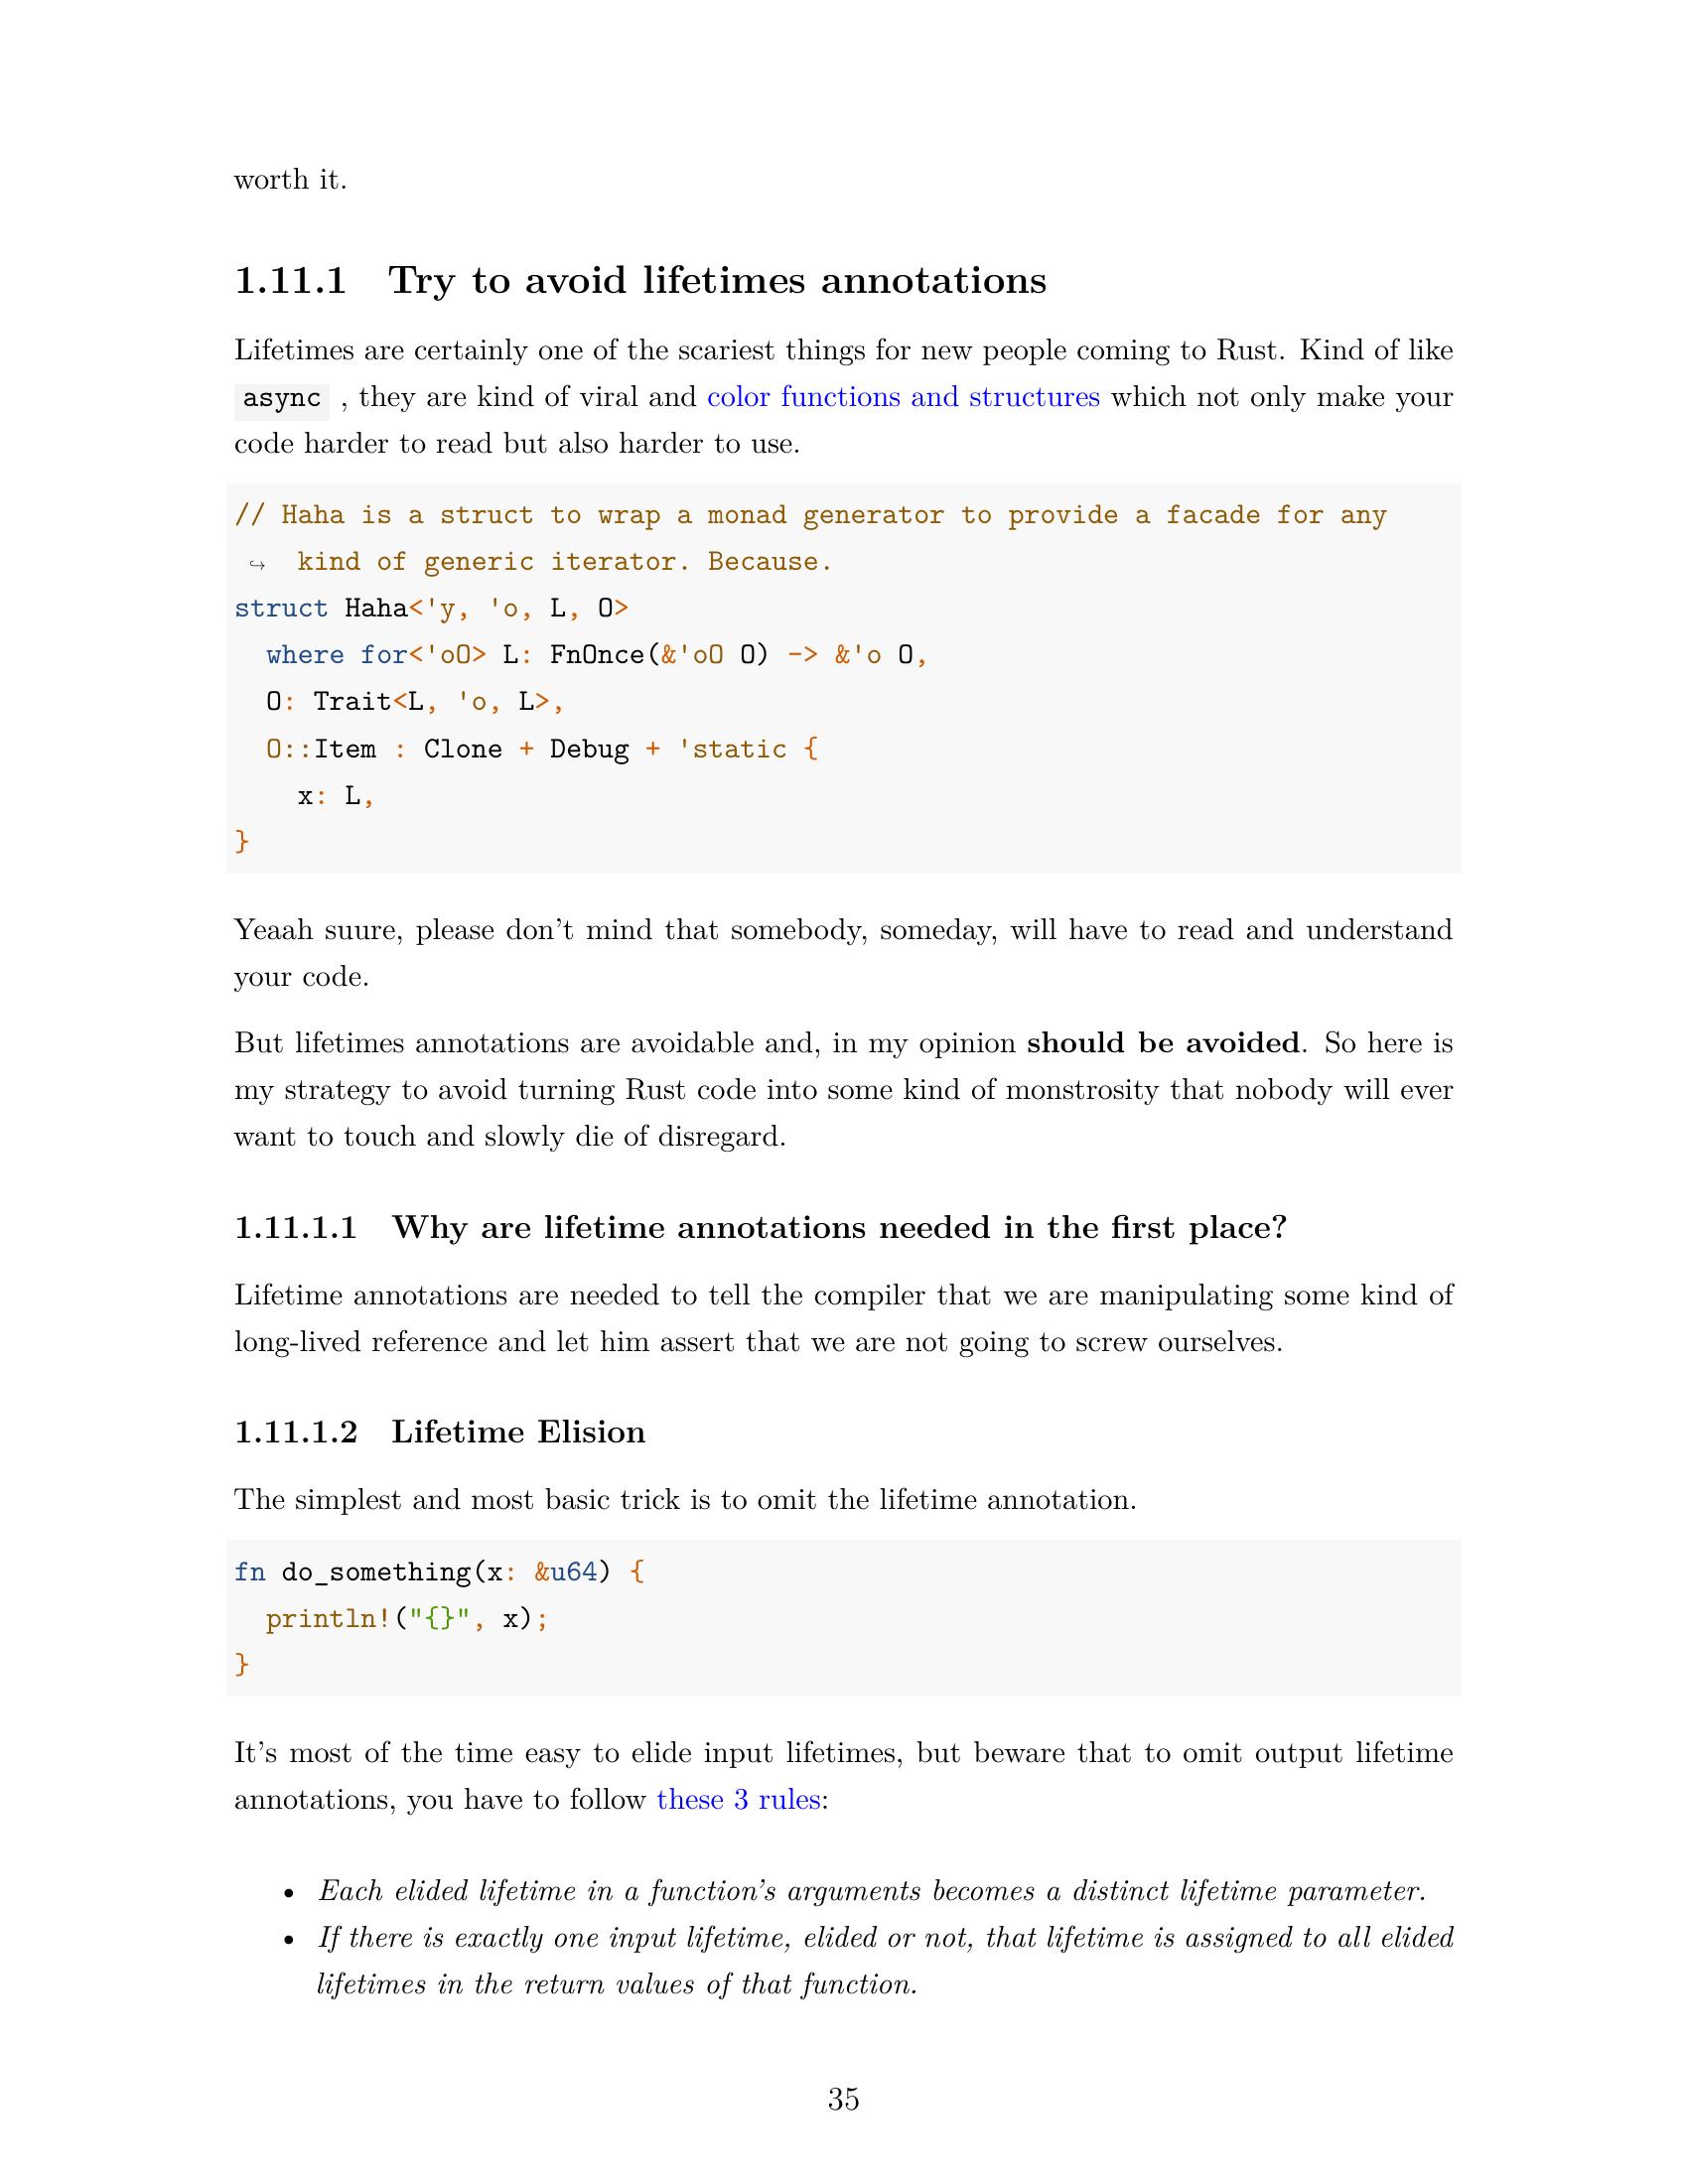 worth it.
1.11.1 Try to avoid lifetimes annotations
Lifetimes are certainly one of the scariest things for new people coming to Rust. Kind of like
async , they are kind of viral and color functions and structures which not only make your
code harder to read but also harder to use.
// Haha is a struct to wrap a monad generator to provide a facade for any
↪ kind of generic iterator. Because.
struct Haha<'y, 'o, L, O>
  where for<'oO> L: FnOnce(&'oO O) -> &'o O,
  O: Trait<L, 'o, L>,
  O::Item : Clone + Debug + 'static {
    x: L,
}
Yeaah suure, please don't mind that somebody, someday, will have to read and understand
your code.
But lifetimes annotations are avoidable and, in my opinion should be avoided. So here is
my strategy to avoid turning Rust code into some kind of monstrosity that nobody will ever
want to touch and slowly die of disregard.
1.11.1.1 Why are lifetime annotations needed in the first place?
Lifetime annotations are needed to tell the compiler that we are manipulating some kind of
long-lived reference and let him assert that we are not going to screw ourselves.
1.11.1.2 Lifetime Elision
The simplest and most basic trick is to omit the lifetime annotation.
fn do_something(x: &u64) {
  println!("{}", x);
}
It's most of the time easy to elide input lifetimes, but beware that to omit output lifetime
annotations, you have to follow these 3 rules:
• Each elided lifetime in a function's arguments becomes a distinct lifetime parameter.
• If there is exactly one input lifetime, elided or not, that lifetime is assigned to all elided
lifetimes in the return values of that function.
35